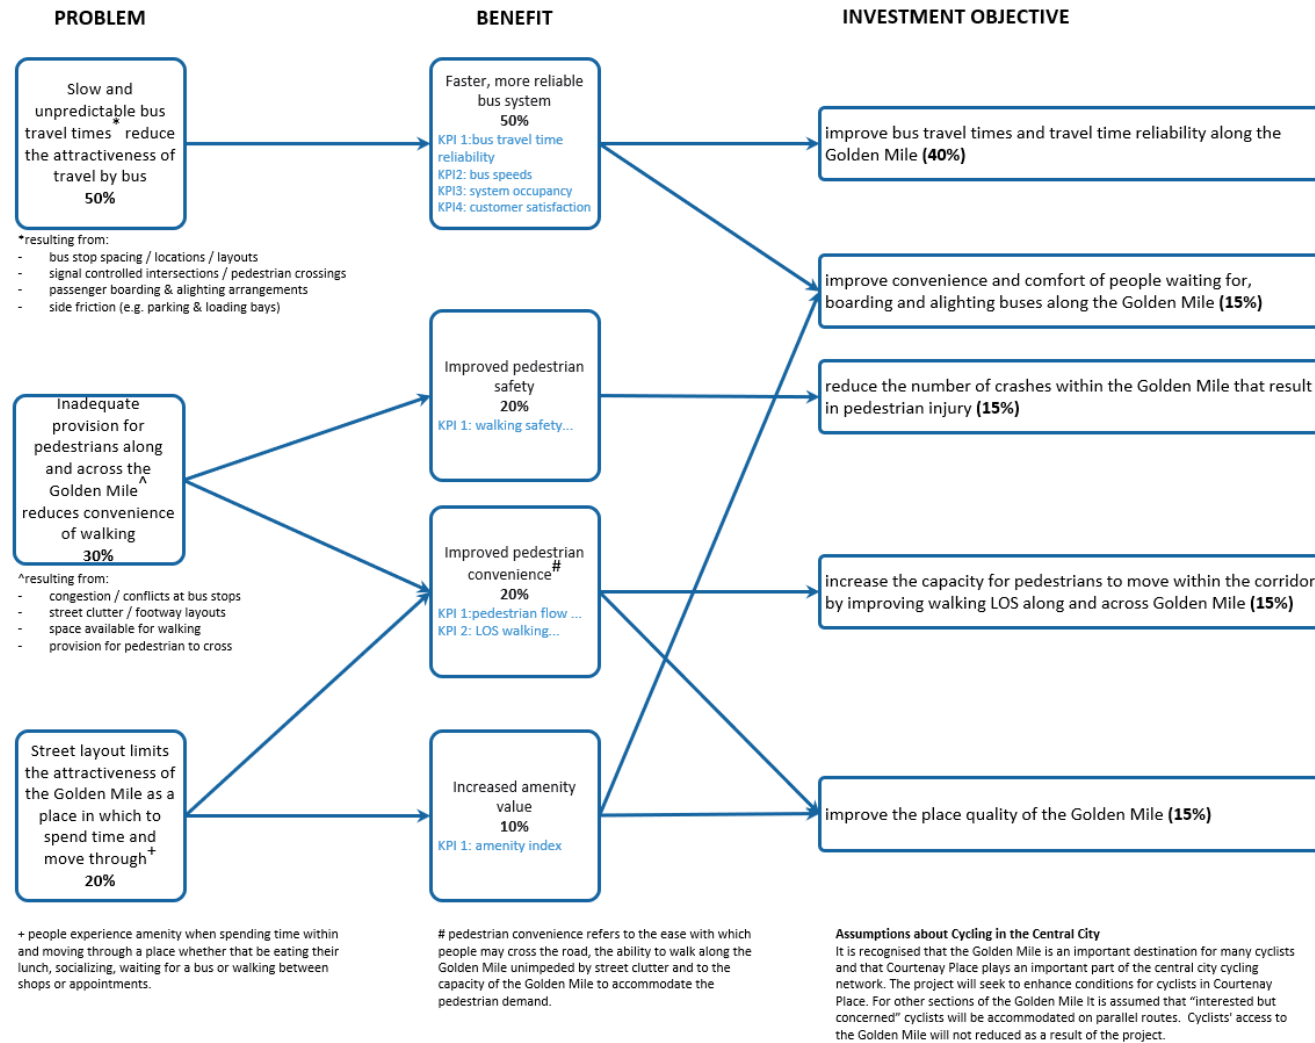 PROBLEM
BENEFIT
INVESTMENT OBJECTIVE
Slow and
unpredictable bus
travel times* reduce
the attractiveness of
travel by bus
50%
*resulting from:
- bus stop spacing / locations / layouts
- signal controlled intersections / pedestrian crossings
- passenger boarding & alighting arrangements
- side friction (e.g. parking & loading bays)
Inadequate
provision for
pedestrians along
and across the
Golden Mile^
reduces convenience
of walking
30%
^resulting from:
- congestion / conflicts at bus stops
- street clutter / footway layouts
- space available for walking
- provision for pedestrian to cross
Street layout limits
the attractiveness of
the Golden Mile as a
place in which to
spend time and
move through+
20%
+ people experience amenity when spending time within
and moving through a place whether that be eating their
lunch, socializing, waiting for a bus or walking between
shops or appointments.
Faster, more reliable
bus system
50%
KPI 1:bus travel time
reliability
KPI2: bus speeds
KPI3: system occupancy
KPI4: customer satisfaction
Improved pedestrian
safety
20%
KPI 1: walking safety...
Improved pedestrian
convenience#
20%
KPI 1:pedestrian flow ...
KPI 2: LOS walking...
Increased amenity
value
10%
KPI 1: amenity index
# pedestrian convenience refers to the ease with which
people may cross the road, the ability to walk along the
Golden Mile unimpeded by street clutter and to the
capacity of the Golden Mile to accommodate the
pedestrian demand.
improve bus travel times and travel time reliability along the
Golden Mile (40%)
improve convenience and comfort of people waiting for,
boarding and alighting buses along the Golden Mile (15%)
reduce the number of crashes within the Golden Mile that result
in pedestrian injury (15%)
increase the capacity for pedestrians to move within the corridor
by improving walking LOS along and across Golden Mile (15%)
improve the place quality of the Golden Mile (15%)
Assumptions about Cycling in the Central City
It is recognised that the Golden Mile is an important destination for many cyclists
and that Courtenay Place plays an important part of the central city cycling
network. The project will seek to enhance conditions for cyclists in Courtenay
Place. For other sections of the Golden Mile It is assumed that “interested but
concerned” cyclists will be accommodated on parallel routes. Cyclists' access to
the Golden Mile will not reduced as a result of the project.